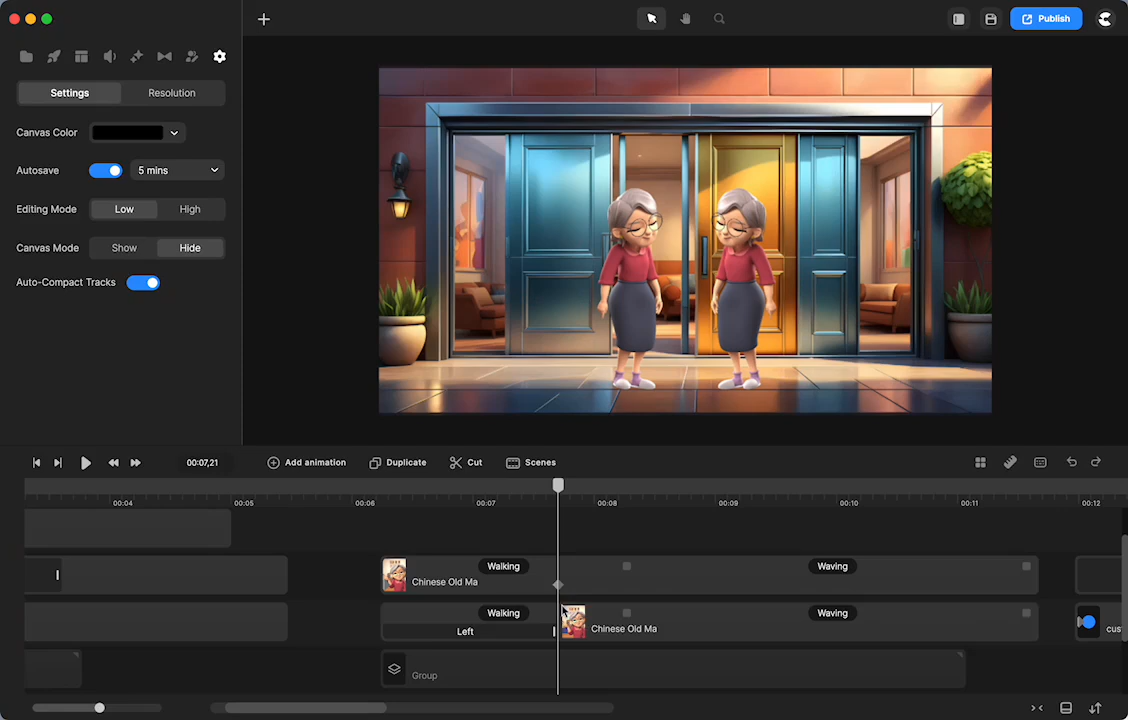 Publish
Settings Resolution
Canvas Color
Autosave 5 mins
Editing Mode Low High
Canvas Mode Show Hide
Auto-Compact Tracks
00:07,21 Add animation Duplicate Cut Scenes
00:04 00:05 00:06 00:07 00:08 00:09 00:10 00:11 00:12
Walking Waving
Chinese Old Ma
Walking Waving
Left Chinese Old Ma cus
Group